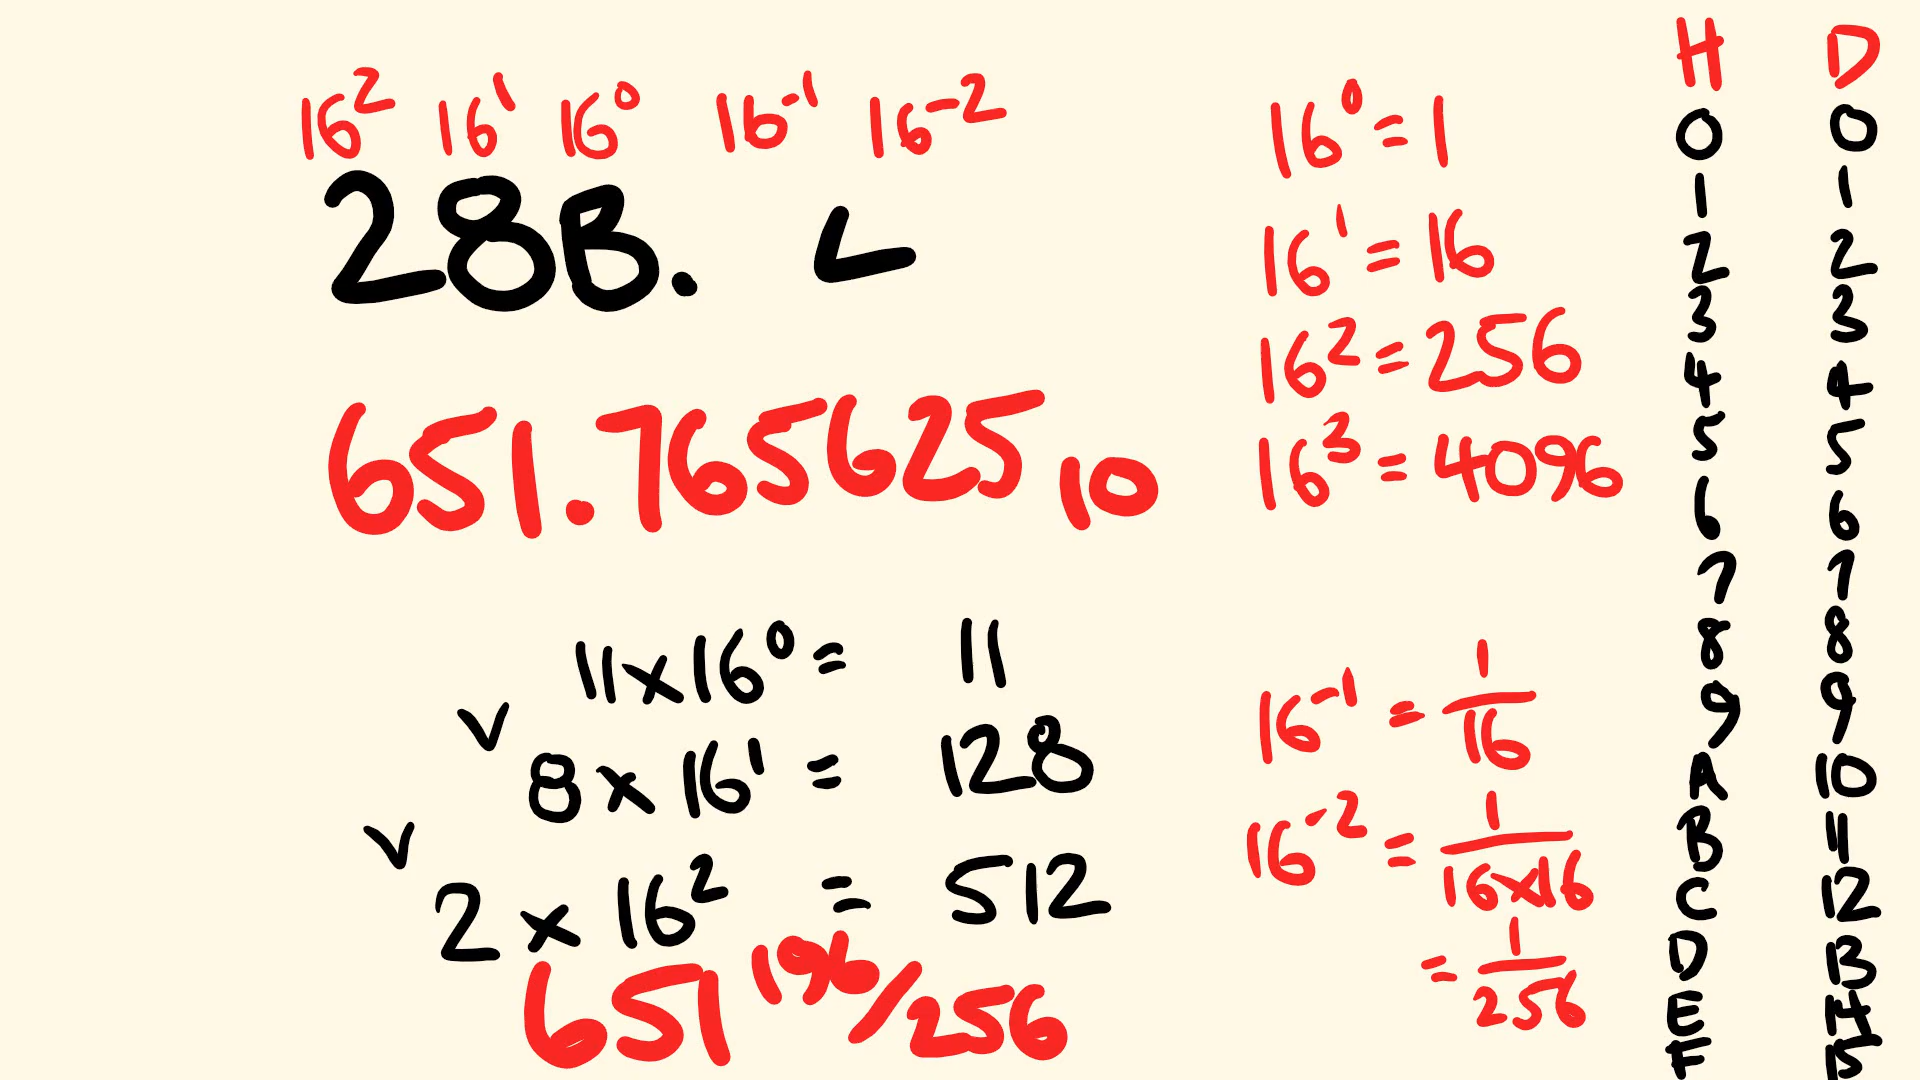 16² 16¹ 16⁰ 16⁻¹ 16⁻²
28B.
651.765625₁₀
11x16⁰= 11
8x16¹= 128
2x16² = 512
651 196/256
16⁰=1
16¹=16
16²=256
16³=4096
16⁻¹=1/16
16⁻²=1/16x16
=1/256
H D
0 0
1 1
2 2
3 3
4 4
5 5
6 6
7 7
8 8
9 9
A 10
B 11
C 12
D 13
E 14
F 15